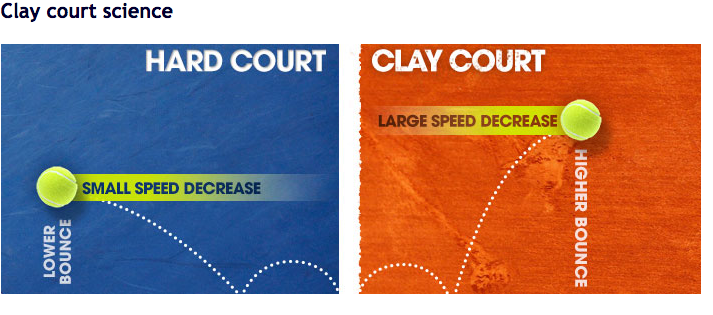 Clay court science
HARD COURT
SMALL SPEED DECREASE
LOWER
BOUNCE
CLAY COURT
LARGE SPEED DECREASE
HIGHER BOUNCE